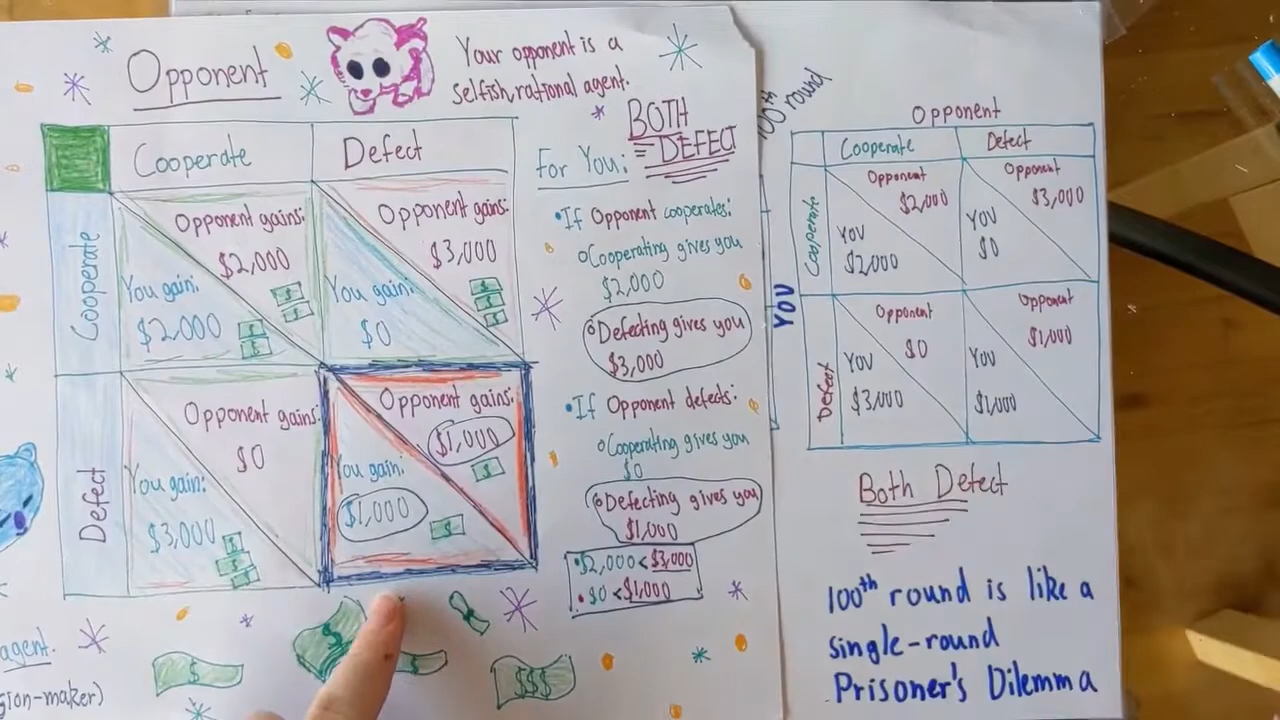 Opponent
Your opponent is a
selfish, rational agent.
Cooperate
Defect
Cooperate
Opponent gains:
$2,000
You gain:
$2,000
Opponent gains:
$3,000
You gain:
$0
Defect
Opponent gains:
$0
You gain:
$3,000
Opponent gains:
$1,000
You gain:
$1,000
BOTH
DEFECT
For You:
•If Opponent cooperates:
Cooperating gives you
$2,000
Defecting gives you
$3,000
•If Opponent defects:
Cooperating gives you
$0
Defecting gives you
$1,000
•$2,000 < $3,000
•$0 < $1,000
agent.
sion-maker)
$
$
$
$$$
100th round
Opponent
Cooperate
Defect
YOU
Cooperate
Opponent
$2,000
YOU
$2,000
Opponent
$3,000
YOU
$0
Defect
Opponent
$0
YOU
$3,000
Opponent
$1,000
YOU
$1,000
Both Defect
100th round is like a
single-round
Prisoner's Dilemma